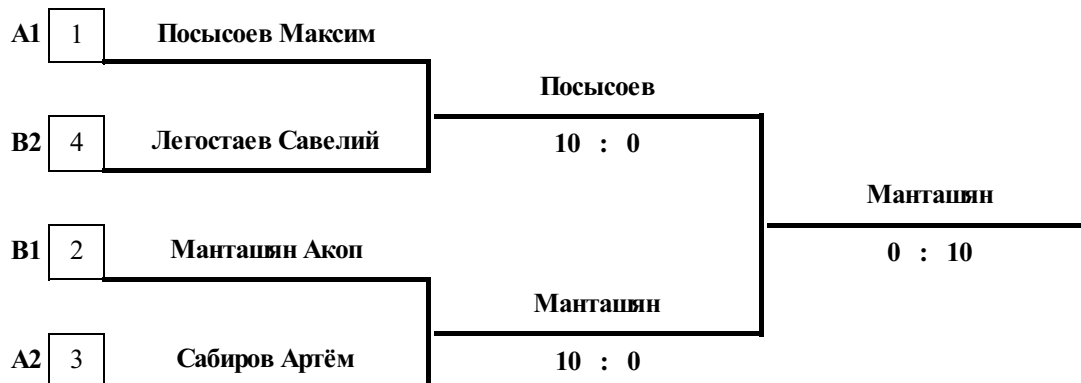 A1 1 Посысоев Максим
Посысоев
B2 4 Легостаев Савелий
10 : 0
Манташян
B1 2 Манташян Акоп
0 : 10
Манташян
A2 3 Сабиров Артём
10 : 0